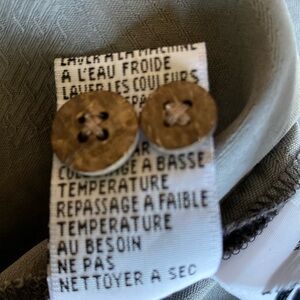 LAVER A LA MACHINE
A L'EAU FROIDE
LAVER LES COULEURS
A BASSE
TEMPERATURE
REPASSAGE A FAIBLE
TEMPERATURE
AU BESOIN
NE PAS
NETTOYER A SEC